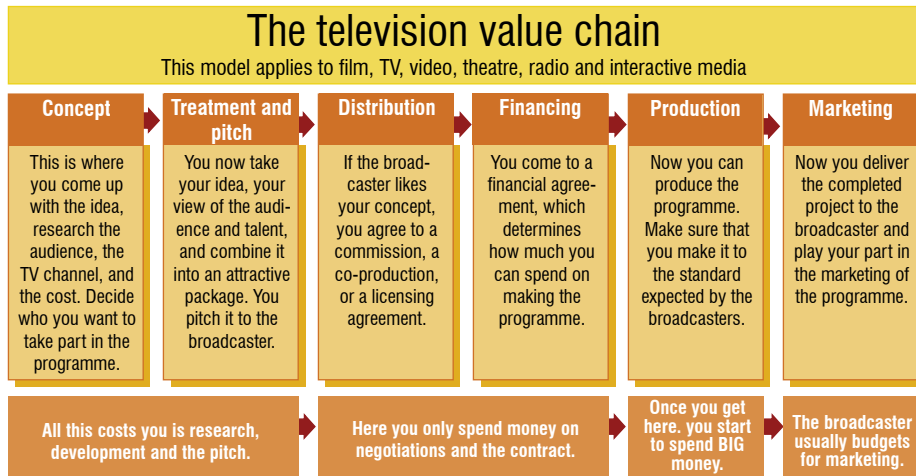 The television value chain
This model applies to film, TV, video, theatre, radio and interactive media
Concept
This is where
you come up
with the idea,
research the
audience, the
TV channel, and
the cost. Decide
who you want to
take part in the
programme.
Treatment and
pitch
You now take
your idea, your
view of the audi-
ence and talent,
and combine it
into an attractive
package. You
pitch it to the
broadcaster.
Distribution
If the broad-
caster likes
your concept,
you agree to a
commission, a
co-production,
or a licensing
agreement.
Financing
You come to a
financial agree-
ment, which
determines
how much you
can spend on
making the
programme.
Production
Now you can
produce the
programme.
Make sure that
you make it to
the standard
expected by the
broadcasters.
Marketing
Now you deliver
the completed
project to the
broadcaster and
play your part in
the marketing of
the programme.
All this costs you is research,
development and the pitch.
Here you only spend money on
negotiations and the contract.
Once you get
here. you start
to spend BIG
money.
The broadcaster
usually budgets
for marketing.